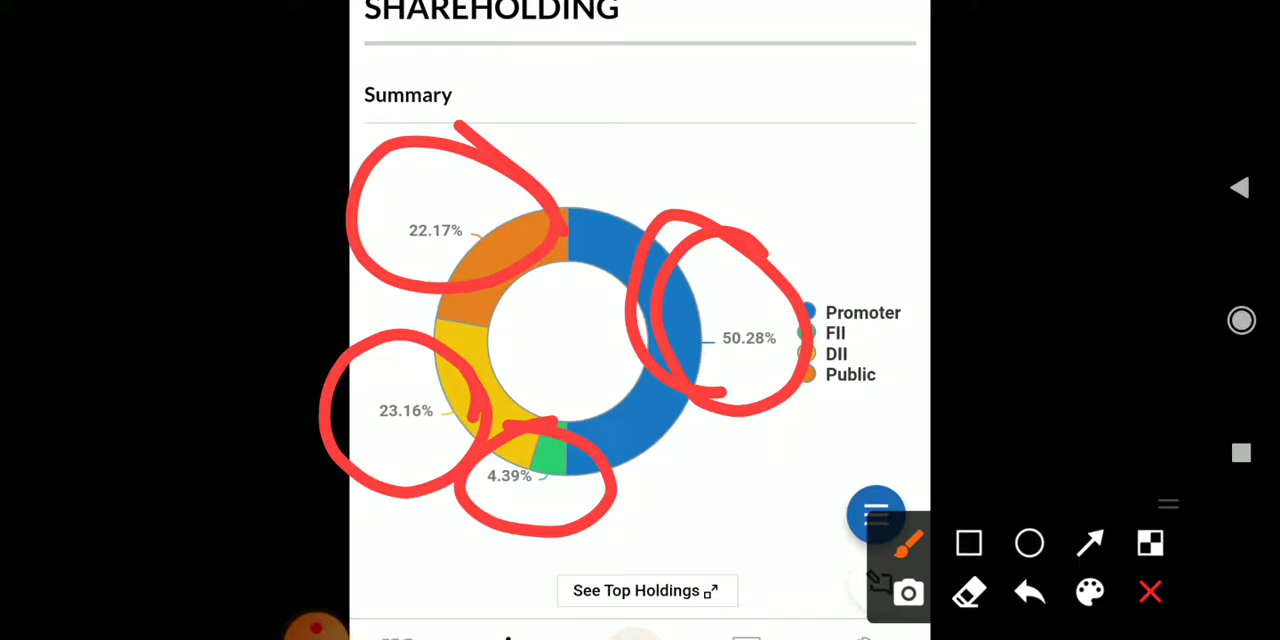 SHAREHOLDING
Summary
22.17%
50.28%
Promoter
FII
DII
Public
23.16%
4.39%
See Top Holdings